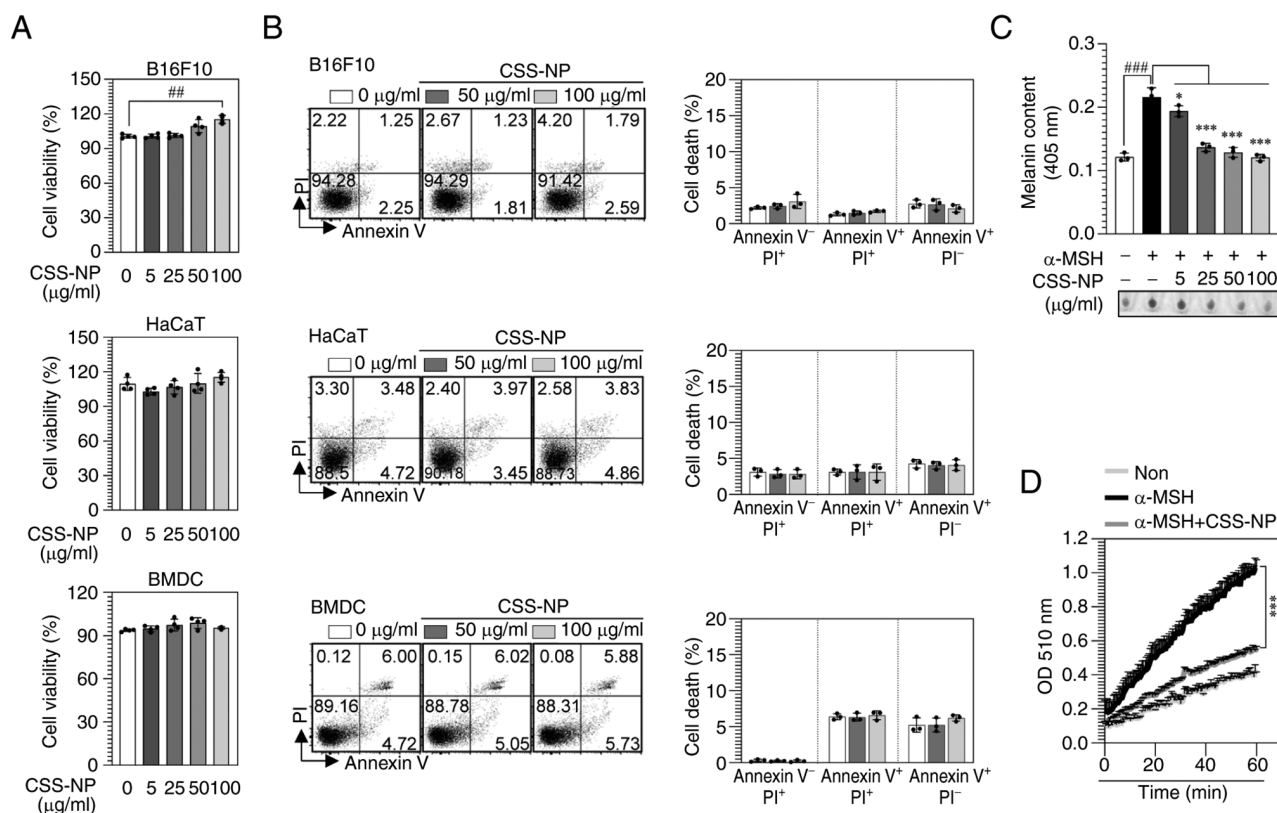 A
B16F10
150
120
90
60
30
0
Cell viability (%)
##
CSS-NP 0 5 25 50 100
(μg/ml)
HaCaT
150
120
90
60
30
0
Cell viability (%)
CSS-NP 0 5 25 50 100
(μg/ml)
BMDC
120
90
60
30
0
Cell viability (%)
CSS-NP 0 5 25 50 100
(μg/ml)
B
B16F10 CSS-NP
0 μg/ml 50 μg/ml 100 μg/ml
2.22 1.25 2.67 1.23 4.20 1.79
94.28 94.29 91.42
2.25 1.81 2.59
PI
Annexin V
20
15
10
5
0
Cell death (%)
Annexin V⁻ Annexin V⁺ Annexin V⁺
PI⁺ PI⁺ PI⁻
HaCaT CSS-NP
0 μg/ml 50 μg/ml 100 μg/ml
3.30 3.48 2.40 3.97 2.58 3.83
88.5 4.72 90.18 3.45 88.73 4.86
PI
Annexin V
20
15
10
5
0
Cell death (%)
Annexin V⁻ Annexin V⁺ Annexin V⁺
PI⁺ PI⁺ PI⁻
BMDC CSS-NP
0 μg/ml 50 μg/ml 100 μg/ml
0.12 6.00 0.15 6.02 0.08 5.88
89.16 88.78 88.31
4.72 5.05 5.73
PI
Annexin V
20
15
10
5
0
Cell death (%)
Annexin V⁻ Annexin V⁺ Annexin V⁺
PI⁺ PI⁺ PI⁻
C
0.3
0.2
0.1
0.0
Melanin content
(405 nm)
###
* *** *** ***
α-MSH − + + + + +
CSS-NP − − 5 25 50 100
(μg/ml)
D
Non
α-MSH
α-MSH+CSS-NP
1.2
1.0
0.8
0.6
0.4
0.2
0.0
OD 510 nm
***
0 20 40 60
Time (min)